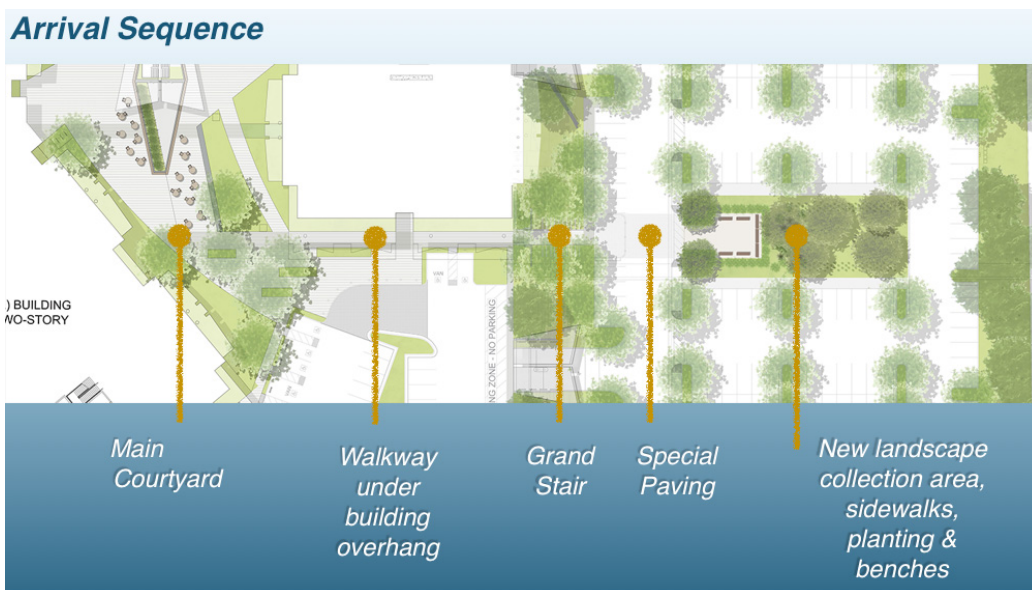 Arrival Sequence
VAN
) BUILDING
WO-STORY
NG ZONE - NO PARKING
Main
Courtyard
Walkway
under
building
overhang
Grand
Stair
Special
Paving
New landscape
collection area,
sidewalks,
planting &
benches